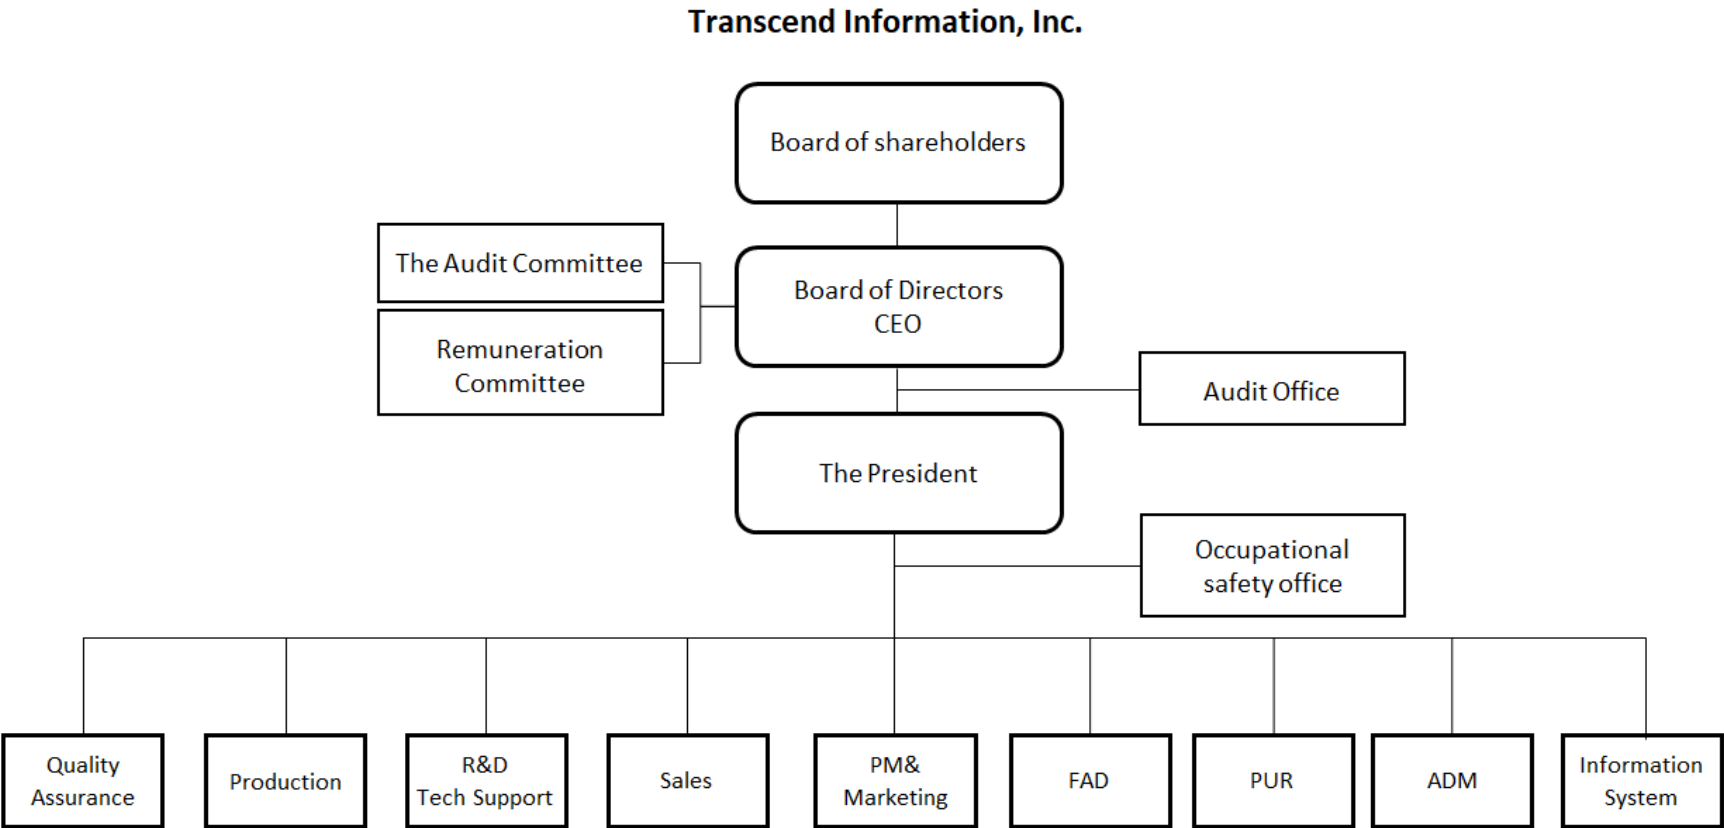 Transcend Information, Inc.
Board of shareholders
The Audit Committee
Board of Directors
CEO
Remuneration
Committee
Audit Office
The President
Occupational
safety office
Quality
Assurance
Production
R&D
Tech Support
Sales
PM&
Marketing
FAD
PUR
ADM
Information
System